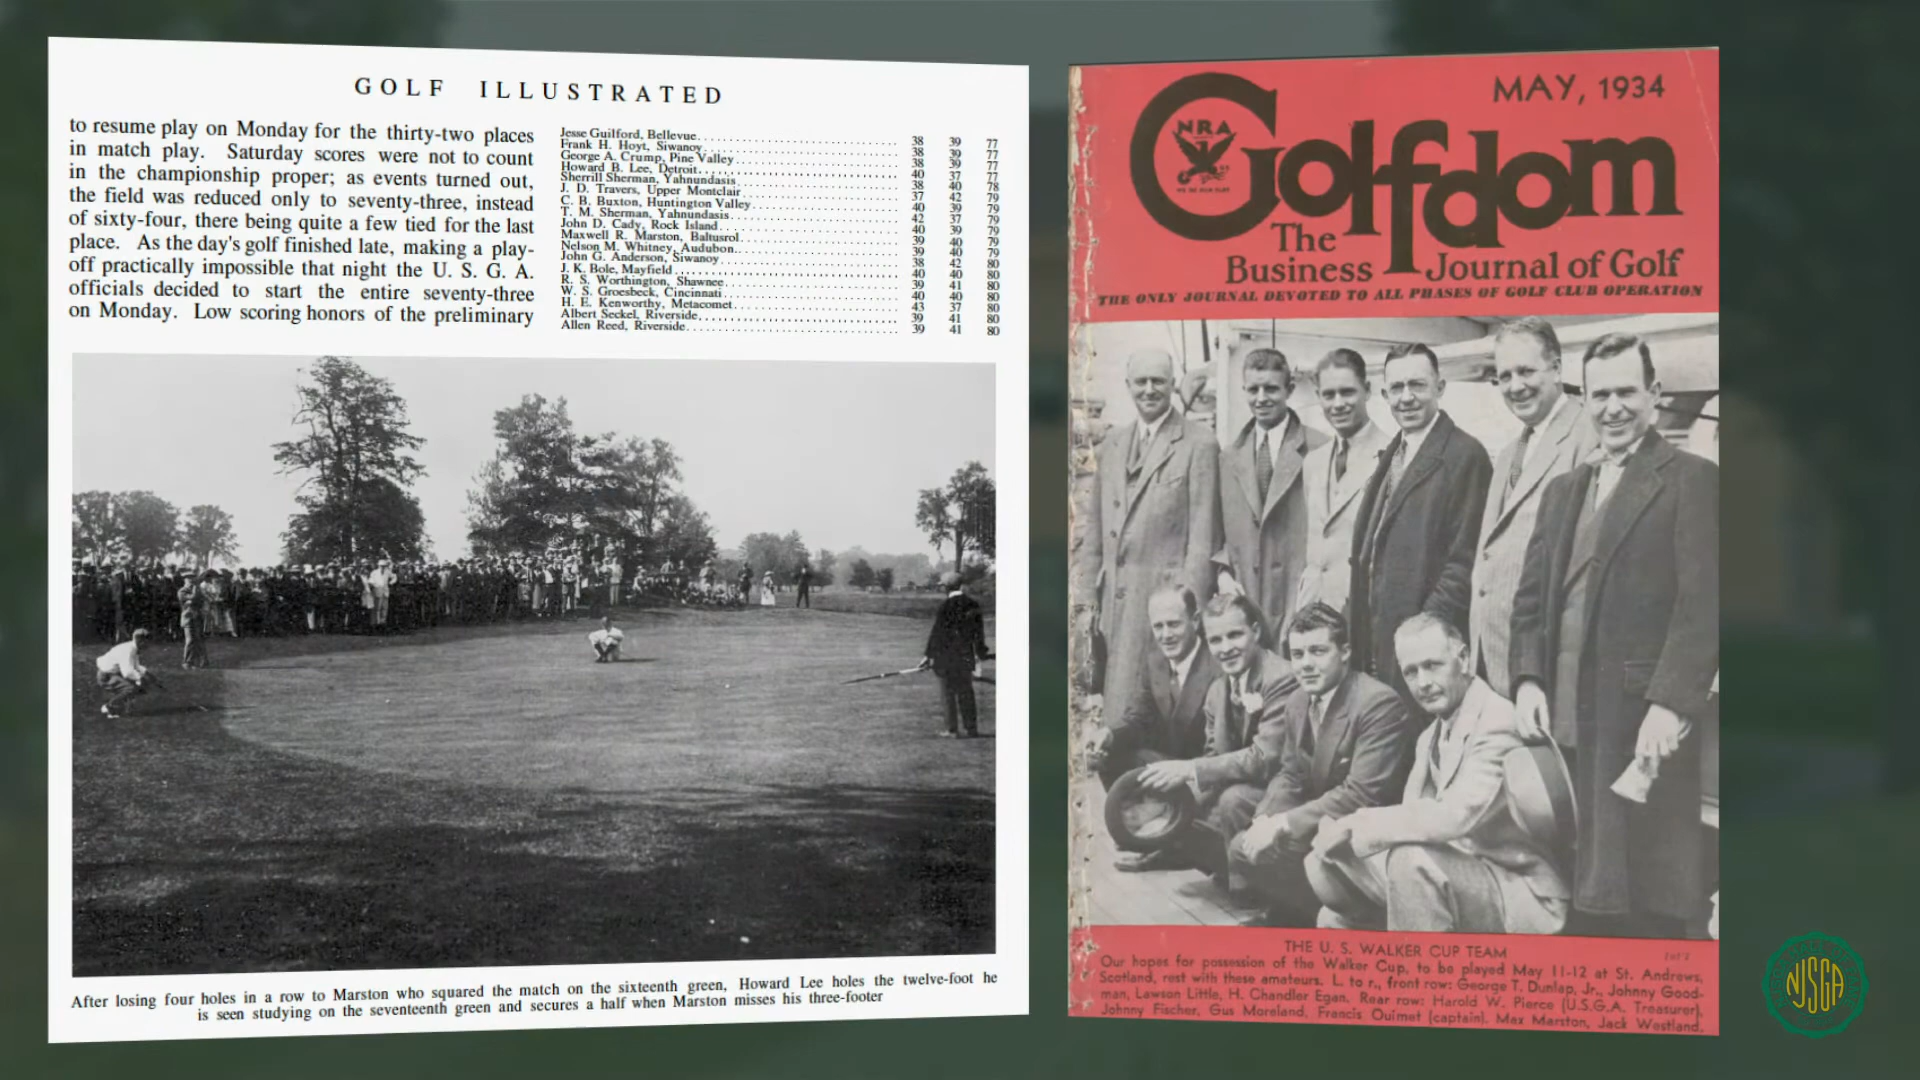 GOLF ILLUSTRATED
to resume play on Monday for the thirty-two places
in match play. Saturday scores were not to count
in the championship proper; as events turned out,
the field was reduced only to seventy-three, instead
of sixty-four, there being quite a few tied for the last
place. As the day's golf finished late, making a play-
off practically impossible that night the U. S. G. A.
officials decided to start the entire seventy-three
on Monday. Low scoring honors of the preliminary
Jesse Guilford, Bellevue 38 39 77
Frank H. Hoyt, Siwanoy 38 39 77
George A. Crump, Pine Valley 38 39 77
Howard B. Lee, Detroit 40 37 77
Sherrill Sherman, Yahnundasis 38 40 78
J. D. Travers, Upper Montclair 37 42 79
C. B. Buxton, Huntington Valley 40 39 79
T. M. Sherman, Yahnundasis 42 37 79
John D. Cady, Rock Island 40 39 79
Maxwell R. Marston, Baltusrol 39 40 79
Nelson M. Whitney, Audubon 39 40 79
John G. Anderson, Siwanoy 38 42 80
J. K. Bole, Mayfield 40 40 80
R. S. Worthington, Shawnee 39 41 80
W. S. Groesbeck, Cincinnati 40 40 80
H. E. Kenworthy, Metacomet 43 37 80
Albert Seckel, Riverside 39 41 80
Allen Reed, Riverside 39 41 80
After losing four holes in a row to Marston who squared the match on the sixteenth green, Howard Lee holes the twelve-foot he
is seen studying on the seventeenth green and secures a half when Marston misses his three-footer
MAY, 1934
NRA
WE DO OUR PART
Golfdom
The
Business Journal of Golf
THE ONLY JOURNAL DEVOTED TO ALL PHASES OF GOLF CLUB OPERATION
THE U. S. WALKER CUP TEAM
Our hopes for possession of the Walker Cup, to be played May 11-12 at St. Andrews,
Scotland, rest with these amateurs. L. to r., front row: George T. Dunlap, Jr., Johnny Good-
man, Lawson Little, H. Chandler Egan. Rear row: Harold W. Pierce (U.S.G.A. Treasurer),
Johnny Fischer, Gus Moreland, Francis Ouimet (captain), Max Marston, Jack Westland.
NJSGA